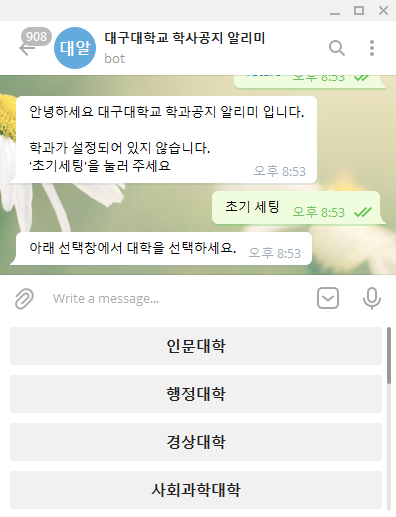 908
대알
대구대학교 학사공지 알리미
bot
오후 8:53
안녕하세요 대구대학교 학과공지 알리미 입니다.
학과가 설정되어 있지 않습니다.
'초기세팅'을 눌러 주세요
오후 8:53
초기 세팅
오후 8:53
아래 선택창에서 대학을 선택하세요.
오후 8:53
Write a message...
인문대학
행정대학
경상대학
사회과학대학